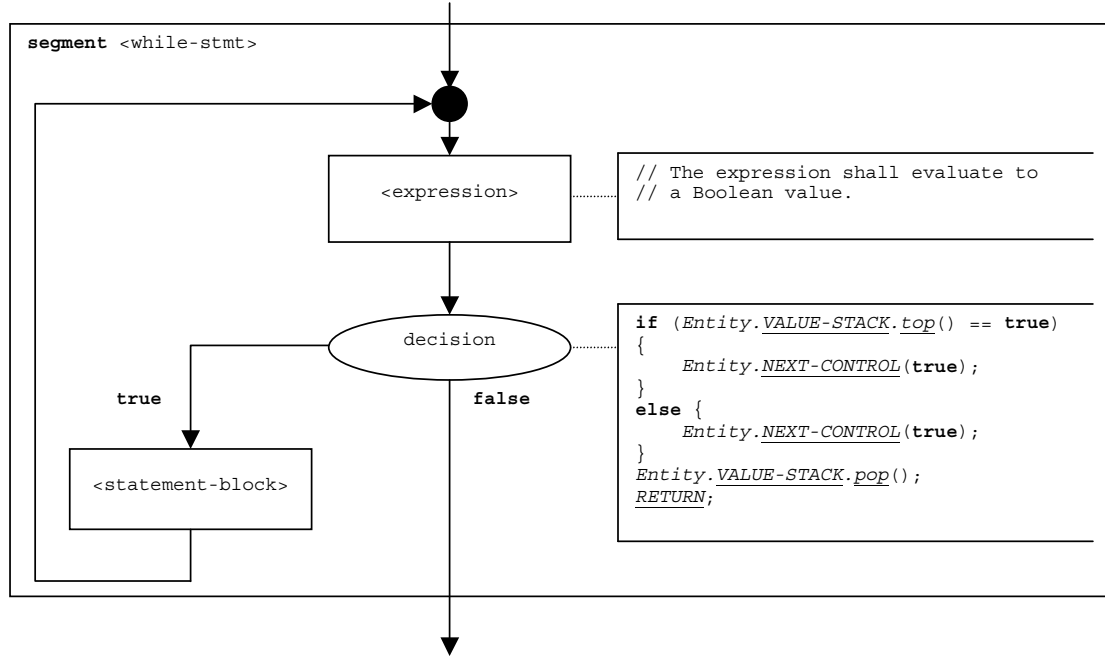 segment <while-stmt>
<expression>
// The expression shall evaluate to
// a Boolean value.
decision
true
false
<statement-block>
if (Entity.VALUE-STACK.top() == true)
{
Entity.NEXT-CONTROL(true);
}
else {
Entity.NEXT-CONTROL(true);
}
Entity.VALUE-STACK.pop();
RETURN;